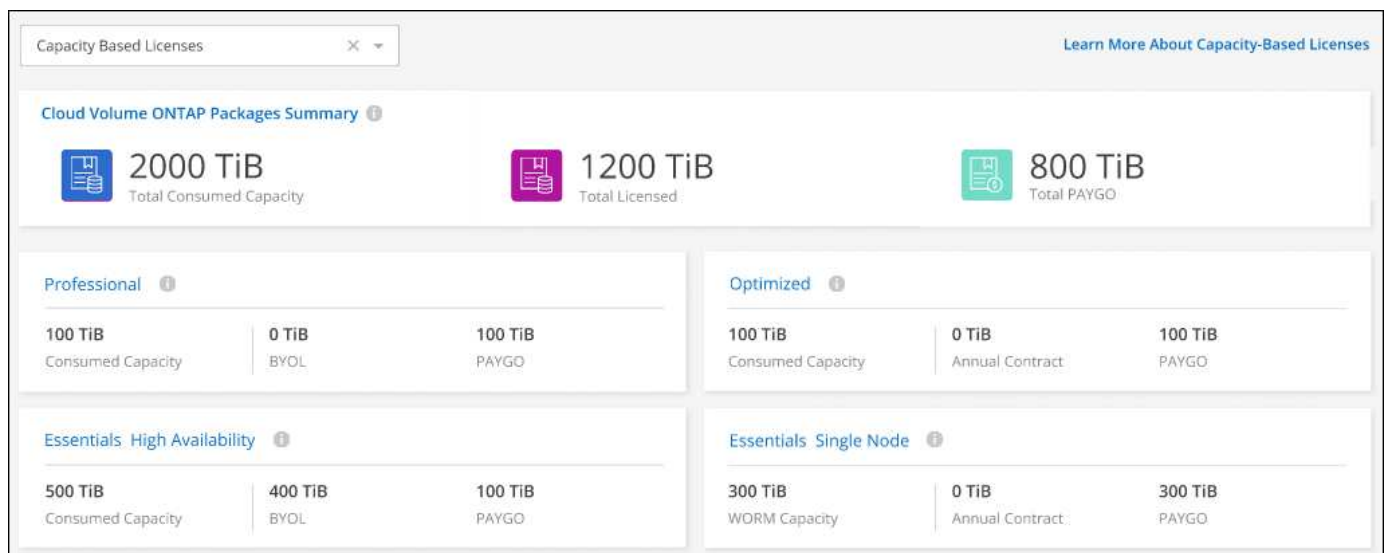 Capacity Based Licenses
Learn More About Capacity-Based Licenses
Cloud Volume ONTAP Packages Summary
2000 TiB
Total Consumed Capacity
1200 TiB
Total Licensed
800 TiB
Total PAYGO
Professional
100 TiB
Consumed Capacity
0 TiB
BYOL
100 TiB
PAYGO
Optimized
100 TiB
Consumed Capacity
0 TiB
Annual Contract
100 TiB
PAYGO
Essentials High Availability
500 TiB
Consumed Capacity
400 TiB
BYOL
100 TiB
PAYGO
Essentials Single Node
300 TiB
WORM Capacity
0 TiB
Annual Contract
300 TiB
PAYGO